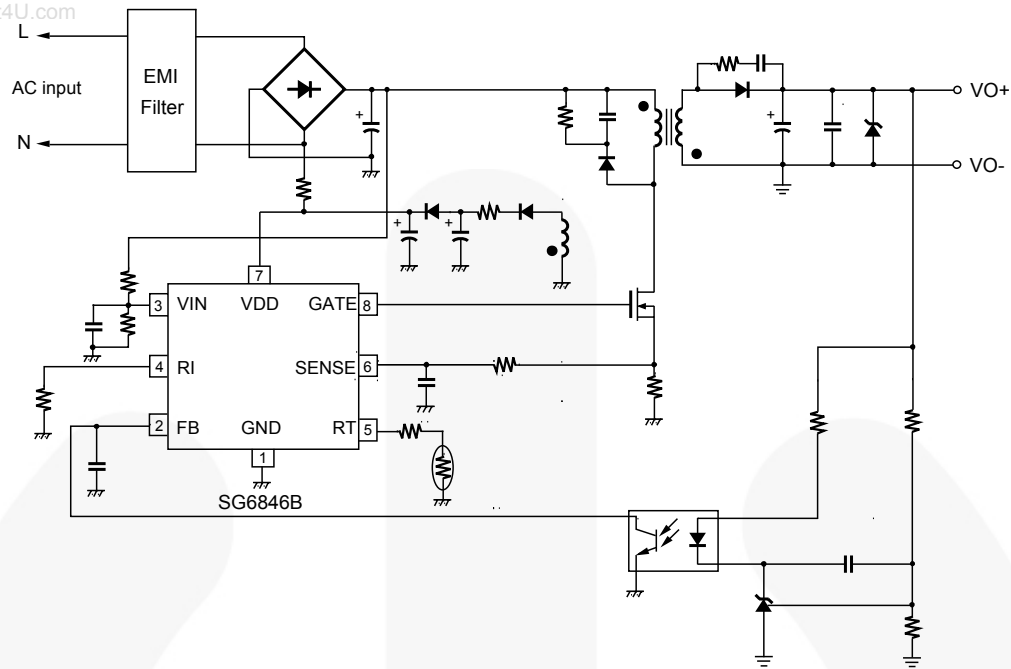 t4U.com
L
AC input
N
EMI
Filter
VO+
VO-
7
3 VIN VDD GATE 8
4 RI SENSE 6
2 FB GND RT 5
1
SG6846B
+
+
+
+